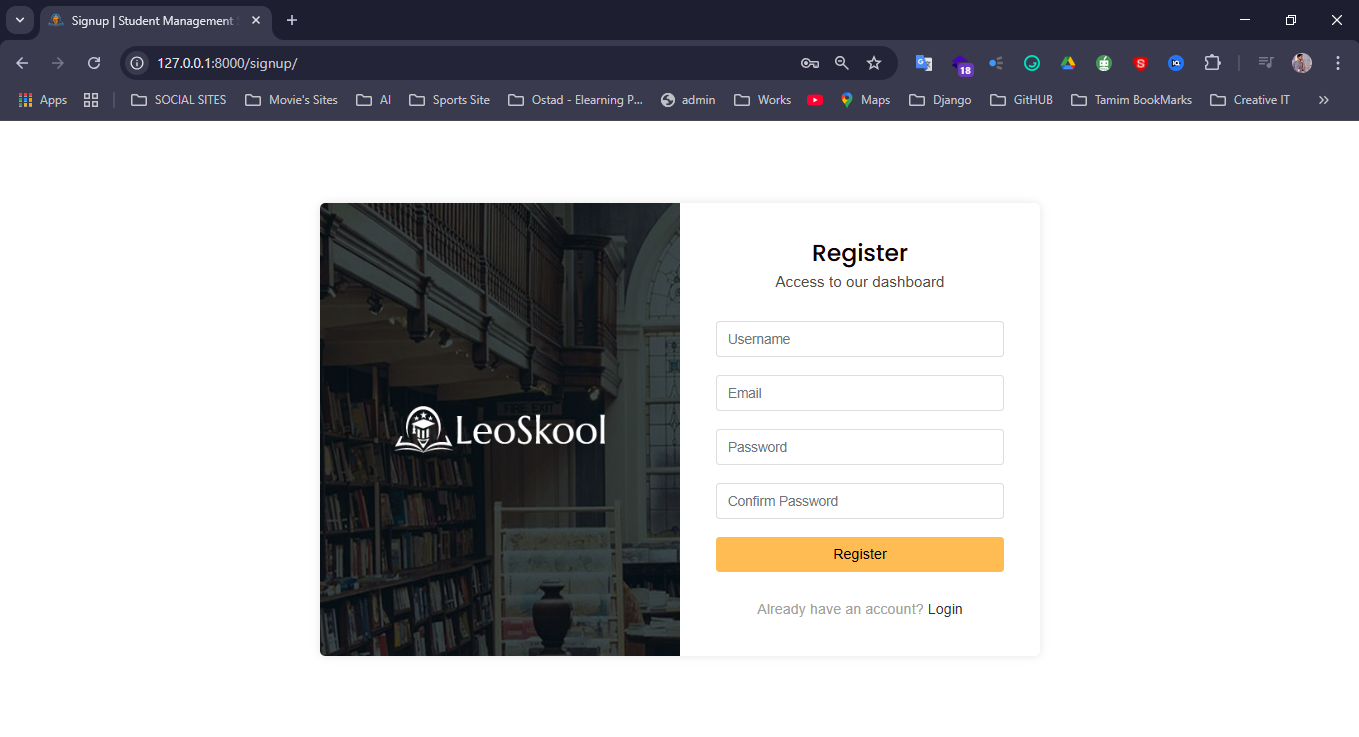 Signup | Student Management S
127.0.0.1:8000/signup/
18
Apps
SOCIAL SITES
Movie's Sites
AI
Sports Site
Ostad - Elearning P...
admin
Works
Maps
Django
GitHUB
Tamim BookMarks
Creative IT
LeoSkool
Register
Access to our dashboard
Username
Email
Password
Confirm Password
Register
Already have an account? Login